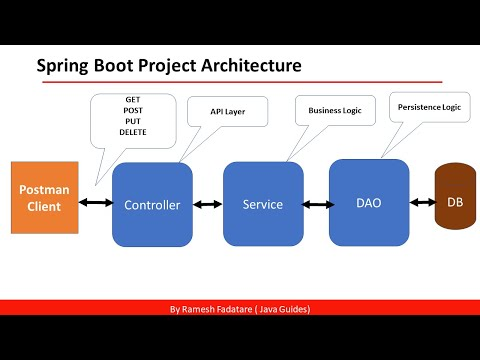 Spring Boot Project Architecture
GET
POST
PUT
DELETE
API Layer
Business Logic
Persistence Logic
Postman
Client
Controller
Service
DAO
DB
By Ramesh Fadatare ( Java Guides)